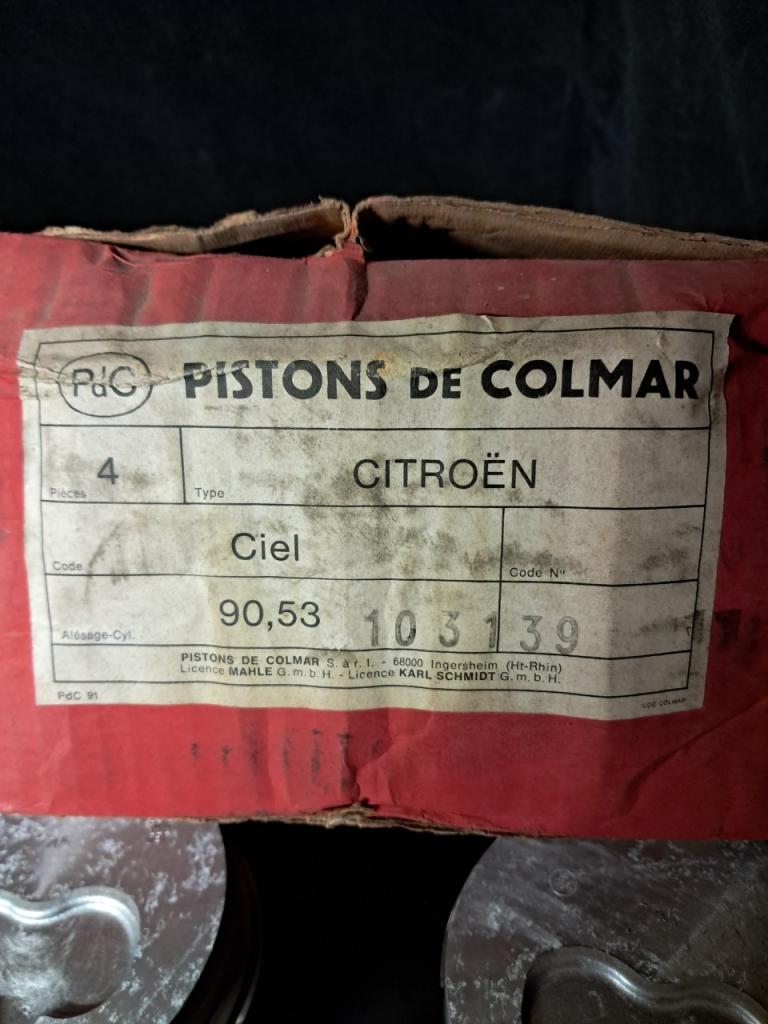 PdC PISTONS DE COLMAR
4 CITROËN
Pièces Type
Ciel
Code Code Nº
90,53 103139
Alésage-Cyl.
PISTONS DE COLMAR S. à r. l. - 68000 Ingersheim (Ht-Rhin)
Licence MAHLE G. m. b. H. - Licence KARL SCHMIDT G. m. b. H.
PdC 91